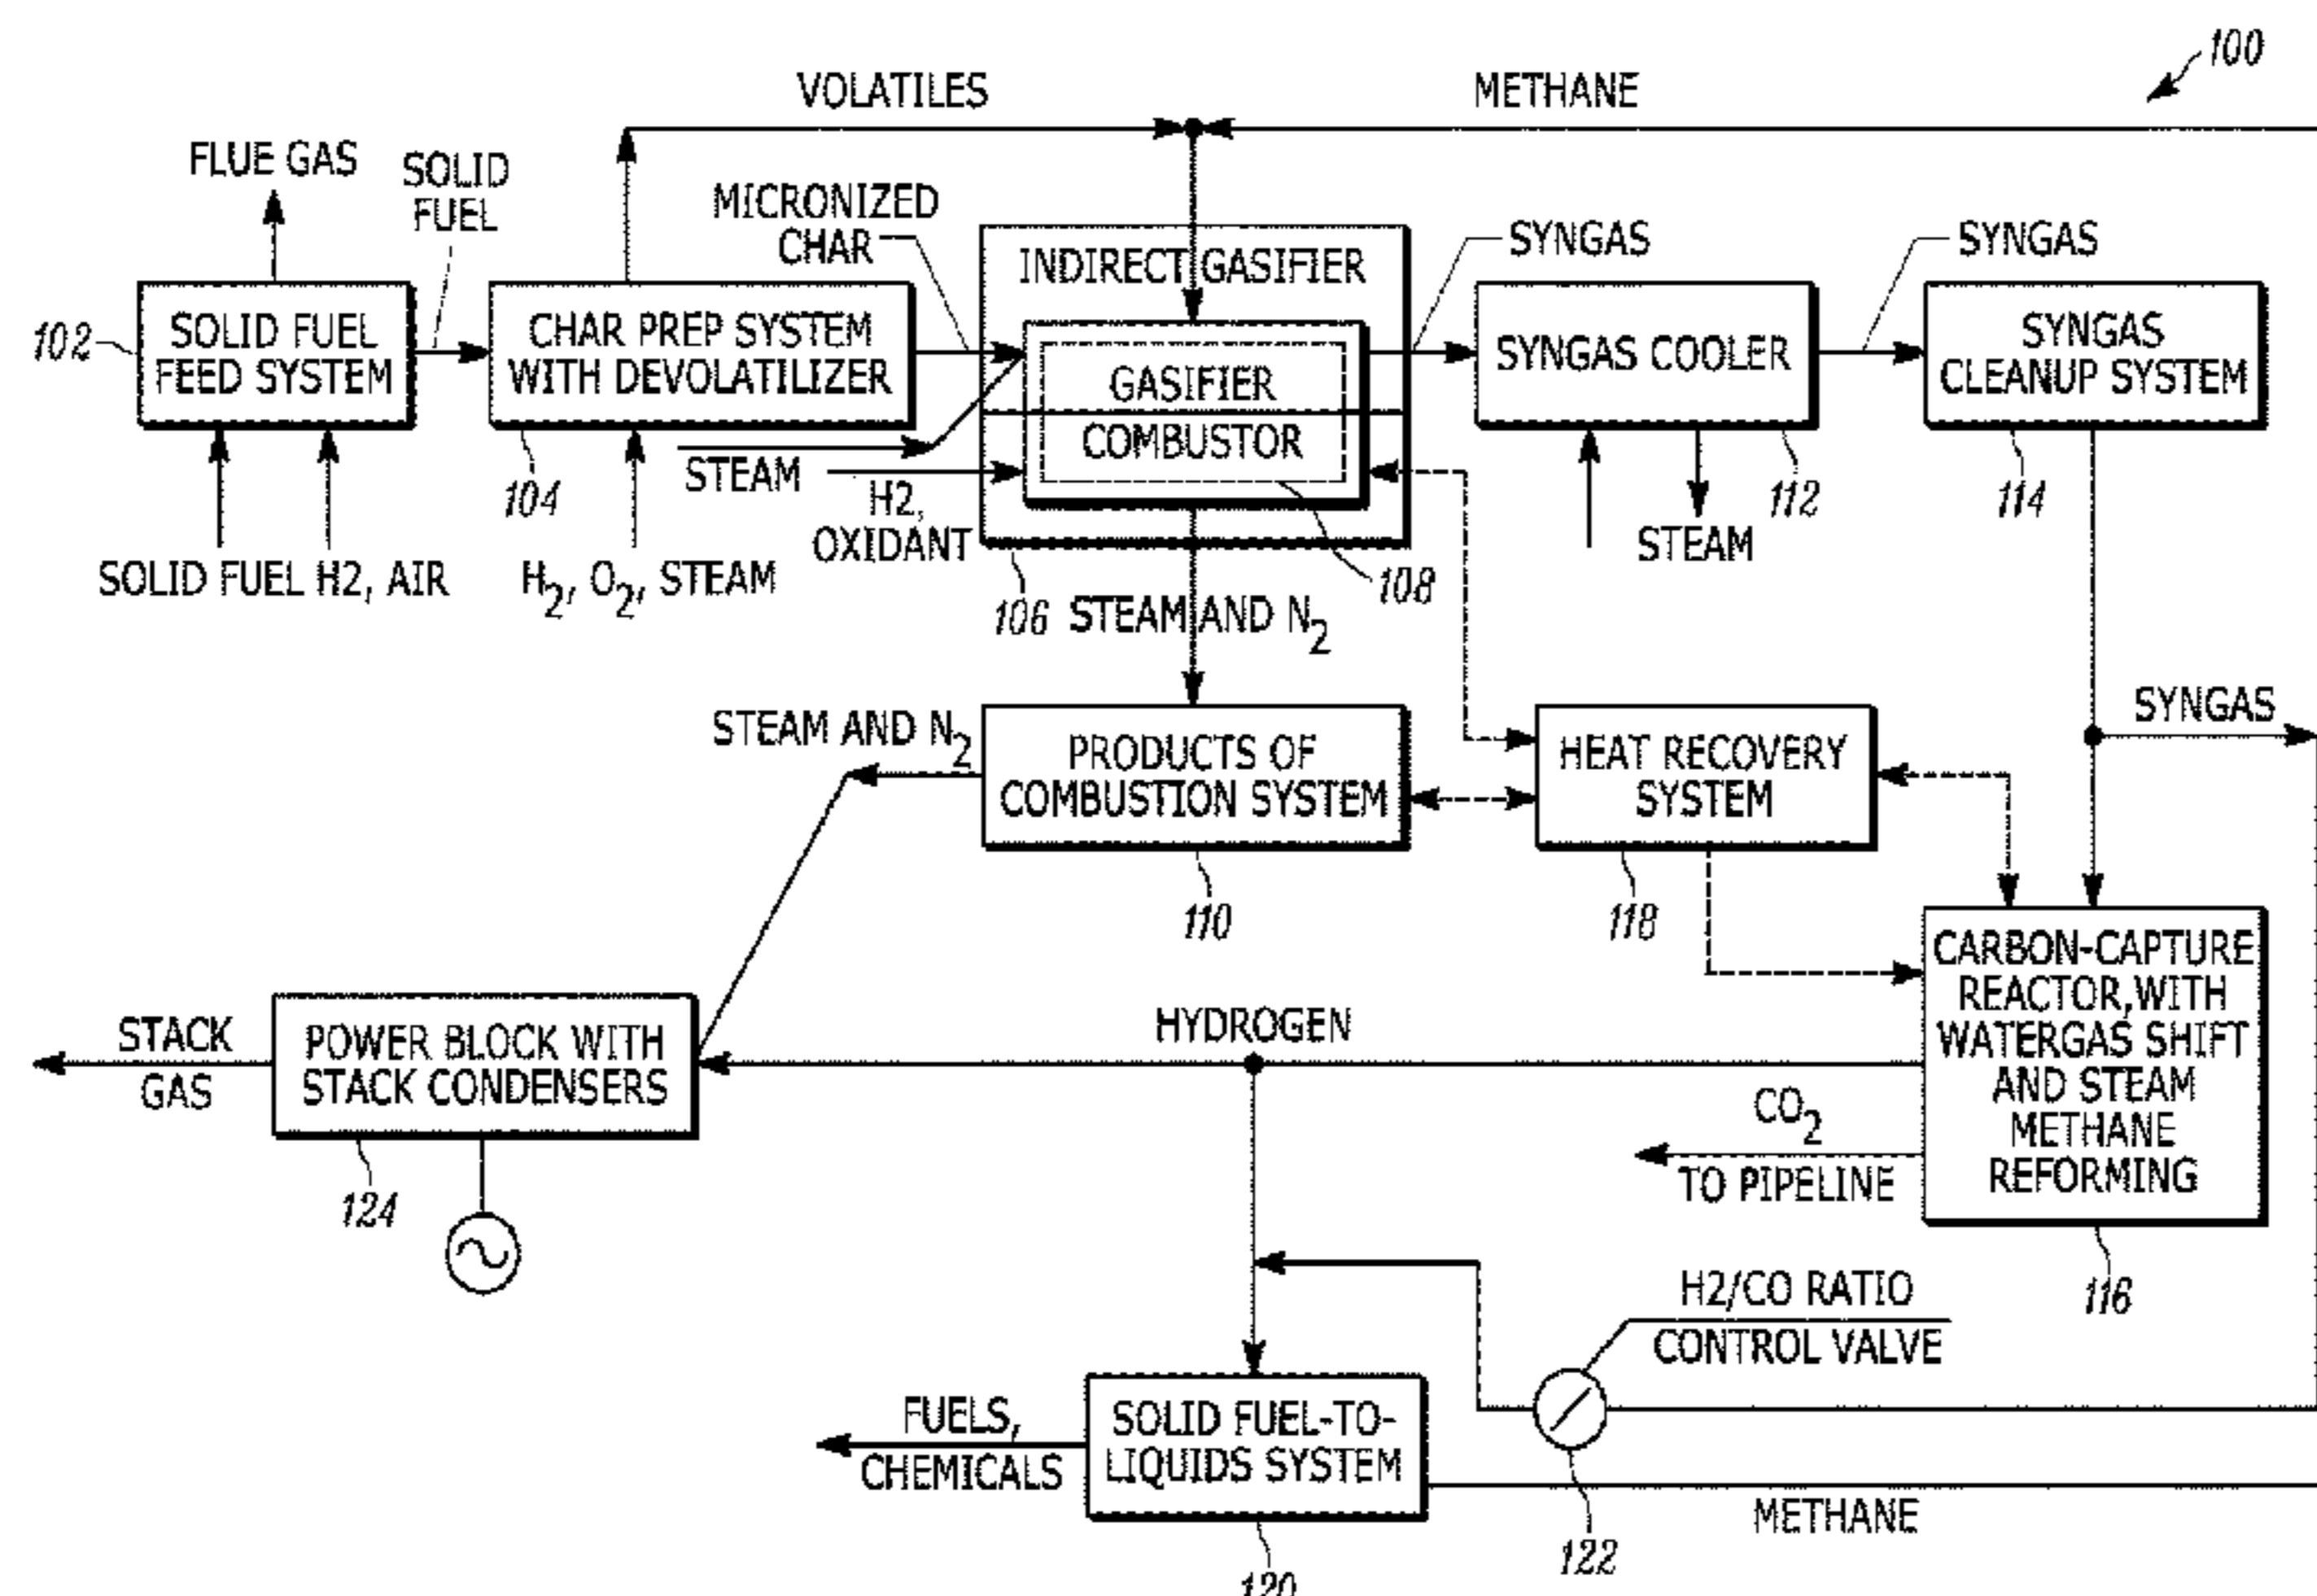 100
VOLATILES
METHANE
FLUE GAS
SOLID
FUEL
MICRONIZED
CHAR
INDIRECT GASIFIER
SYNGAS
SYNGAS
102
SOLID FUEL
FEED SYSTEM
CHAR PREP SYSTEM
WITH DEVOLATILIZER
GASIFIER
COMBUSTOR
SYNGAS COOLER
SYNGAS
CLEANUP SYSTEM
104
STEAM
H2,
OXIDANT
112
114
STEAM
SOLID FUEL H2, AIR
H2, O2, STEAM
106
STEAM AND N2
108
STEAM AND N2
PRODUCTS OF
COMBUSTION SYSTEM
HEAT RECOVERY
SYSTEM
SYNGAS
110
118
CARBON-CAPTURE
REACTOR,WITH
WATERGAS SHIFT
AND STEAM
METHANE
REFORMING
STACK
GAS
POWER BLOCK WITH
STACK CONDENSERS
HYDROGEN
CO2
TO PIPELINE
124
116
H2/CO RATIO
CONTROL VALVE
FUELS,
CHEMICALS
SOLID FUEL-TO-
LIQUIDS SYSTEM
METHANE
122
120